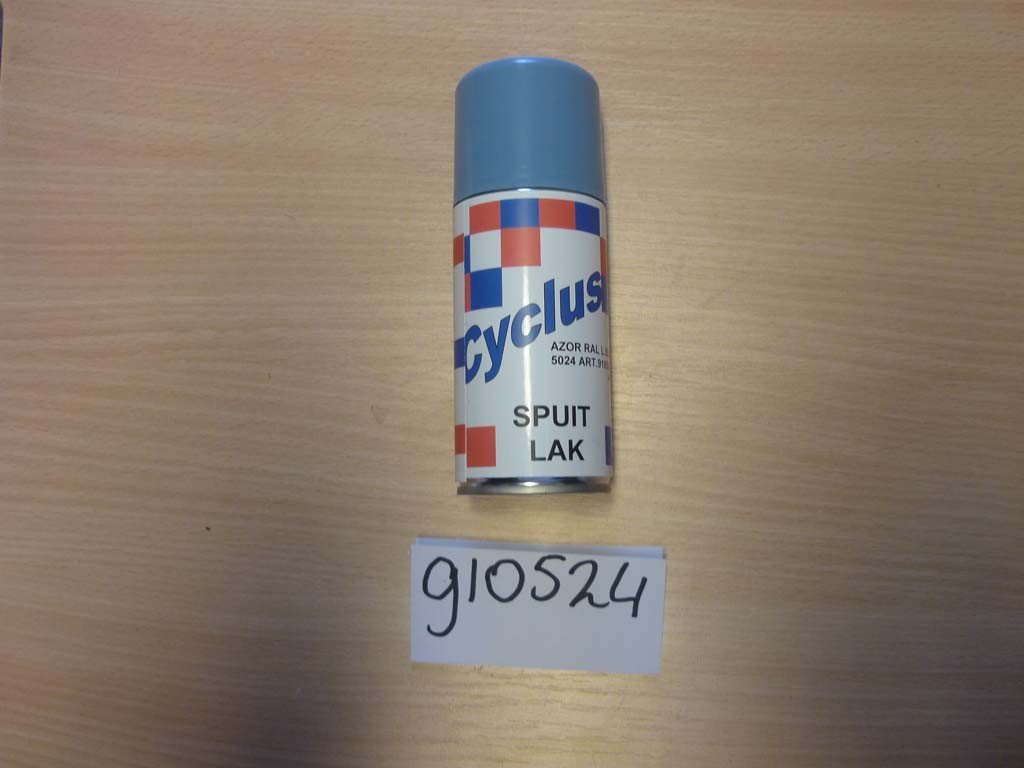 Cyclus
AZOR RAL
5024 ART.
SPUIT
LAK
910524